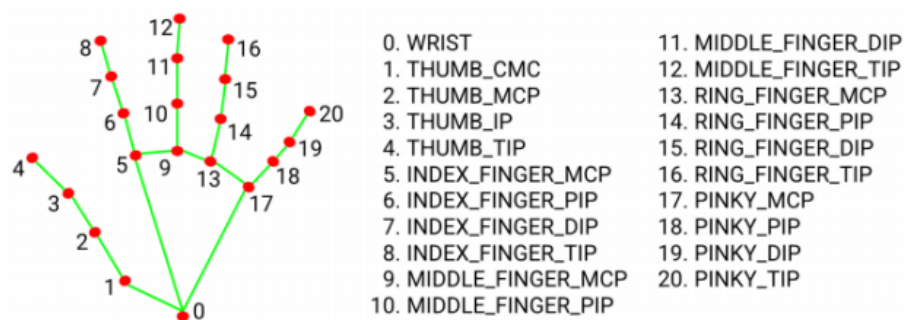 12
8
16
11
7
15
10
6
14
20
4
5
9
13
19
18
3
17
2
1
0
0. WRIST
1. THUMB_CMC
2. THUMB_MCP
3. THUMB_IP
4. THUMB_TIP
5. INDEX_FINGER_MCP
6. INDEX_FINGER_PIP
7. INDEX_FINGER_DIP
8. INDEX_FINGER_TIP
9. MIDDLE_FINGER_MCP
10. MIDDLE_FINGER_PIP
11. MIDDLE_FINGER_DIP
12. MIDDLE_FINGER_TIP
13. RING_FINGER_MCP
14. RING_FINGER_PIP
15. RING_FINGER_DIP
16. RING_FINGER_TIP
17. PINKY_MCP
18. PINKY_PIP
19. PINKY_DIP
20. PINKY_TIP